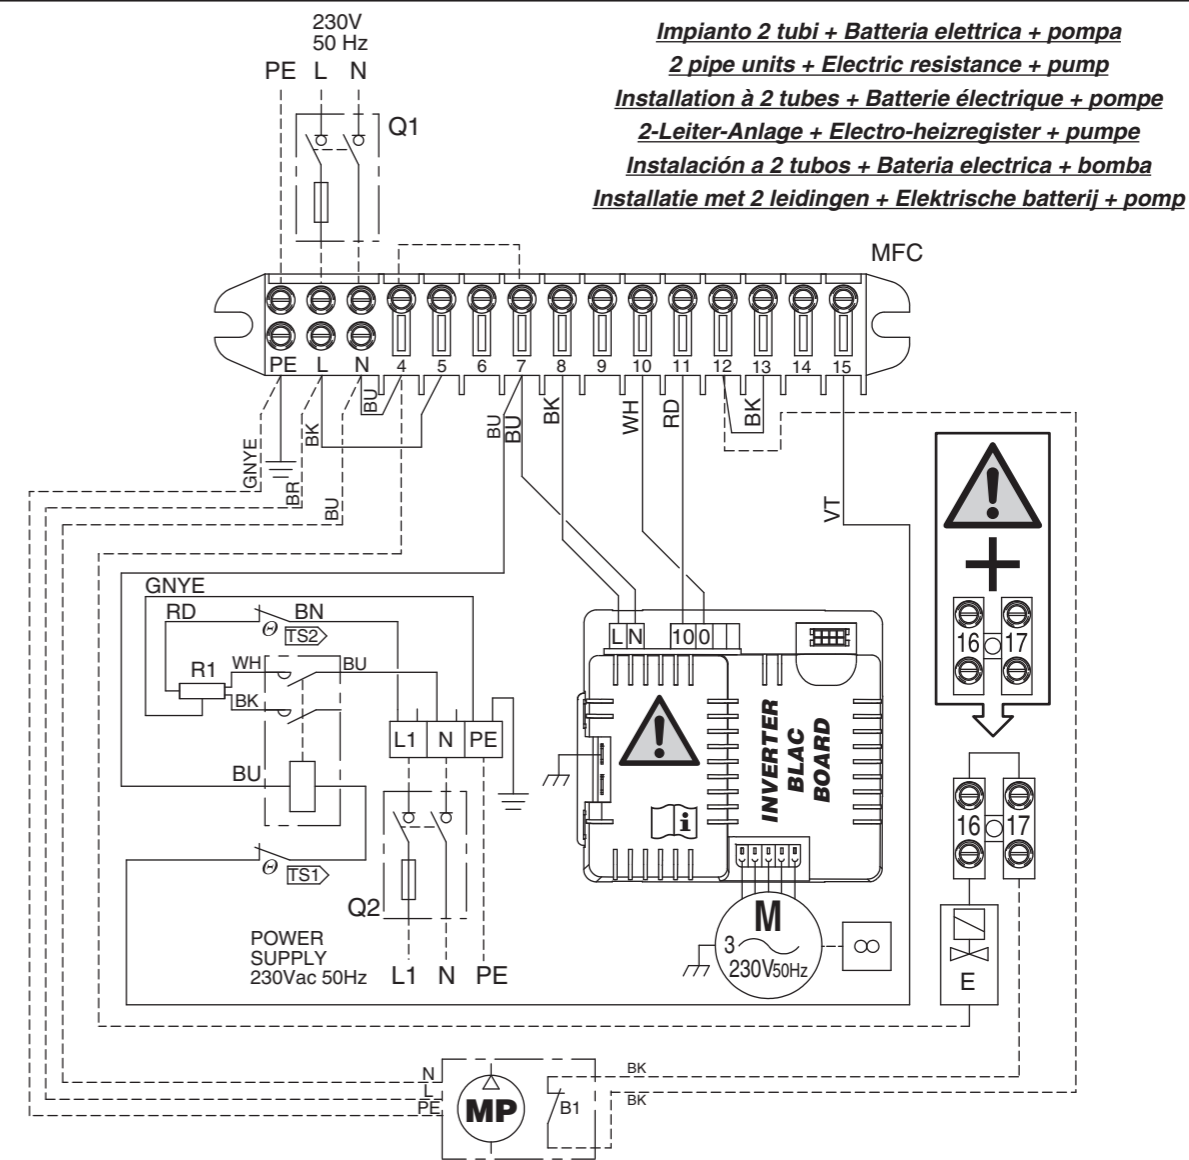 230V
50 Hz
PE L N
Q1
Impianto 2 tubi + Batteria elettrica + pompa
2 pipe units + Electric resistance + pump
Installation à 2 tubes + Batterie électrique + pompe
2-Leiter-Anlage + Electro-heizregister + pumpe
Instalación a 2 tubos + Bateria electrica + bomba
Installatie met 2 leidingen + Elektrische batterij + pomp
MFC
PE L N 4 5 6 7 8 9 10 11 12 13 14 15
GNYE
BR
BK
BU
BU
BU
BU
BK
WH
RD
BK
VT
GNYE
RD
BN
TS2
R1
WH
BU
BK
BU
TS1
L1 N PE
Q2
POWER
SUPPLY
230Vac 50Hz
L1 N PE
L N
10 0
INVERTER
BLAC
BOARD
i
M
3
230V50Hz
8
16 17
16 17
E
N
L
PE
MP
B1
BK
BK